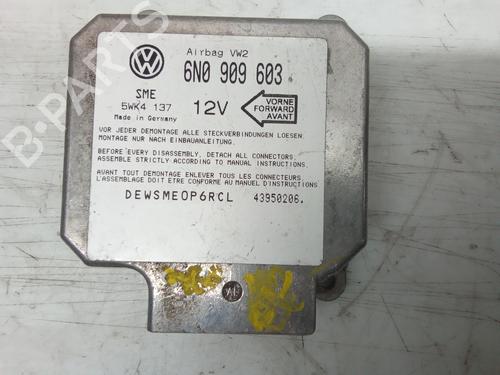 Airbag VW2
6N0 909 603
SME
5WK4 137
Made in Germany
12V
VORNE
FORWARD
AVANT
VOR JEDER DEMONTAGE ALLE STECKVERBINDUNGEN LOESEN.
MONTAGE NUR NACH EINBAUANLEITUNG.
BEFORE EVERY DISASSEMBLY, DETACH ALL CONNECTORS.
ASSEMBLE STRICTLY ACCORDING TO MANUAL INSTRUCTIONS.
AVANT TOUT DEMONTAGE ENLEVER TOUS LES CONNECTEURS.
L'ASSEMBLAGE DOIT ETRE CONFORME AU MANUEL D'INSTRUCTIONS
DEWSME0P6RCL 43950206.
B-PARTS